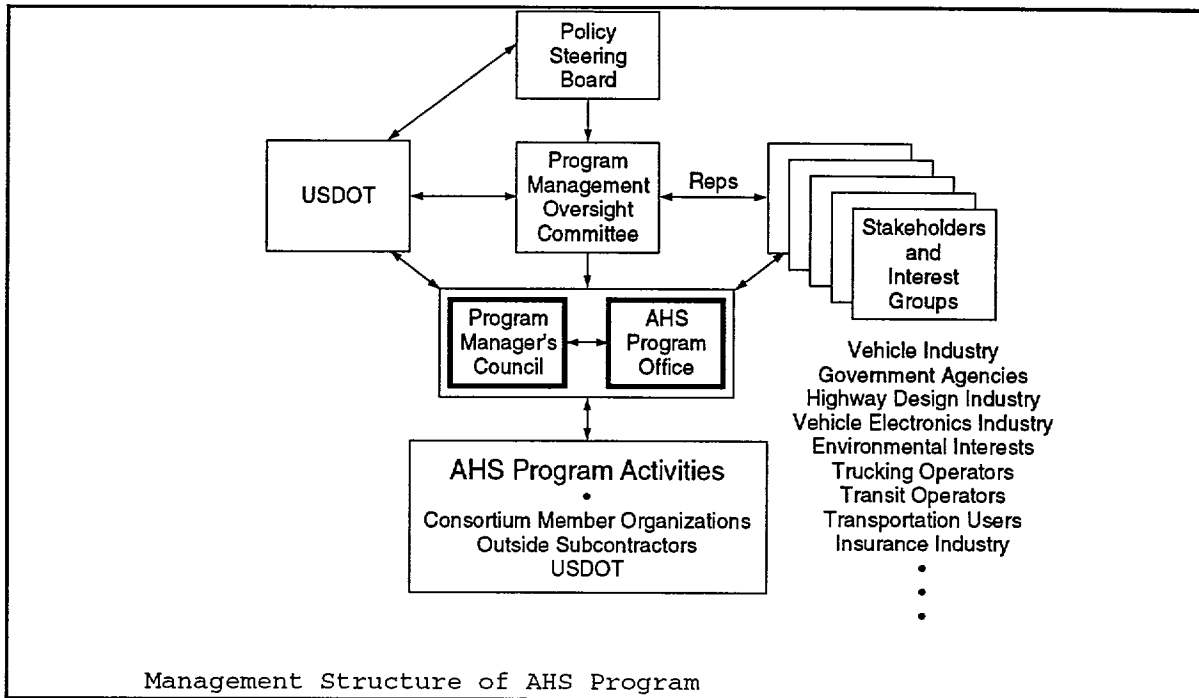 Policy
Steering
Board
USDOT
Program
Management
Oversight
Committee
Reps
Stakeholders
and
Interest
Groups
Program
Manager's
Council
AHS
Program
Office
Vehicle Industry
Government Agencies
Highway Design Industry
Vehicle Electronics Industry
Environmental Interests
Trucking Operators
Transit Operators
Transportation Users
Insurance Industry
•
•
•
AHS Program Activities
•
Consortium Member Organizations
Outside Subcontractors
USDOT
Management Structure of AHS Program